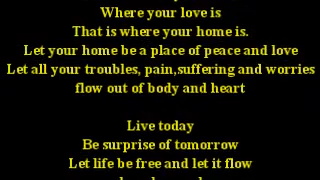 Where your love is
That is where your home is.
Let your home be a place of peace and love
Let all your troubles, pain,suffering and worries
flow out of body and heart
Live today
Be surprise of tomorrow
Let life be free and let it flow